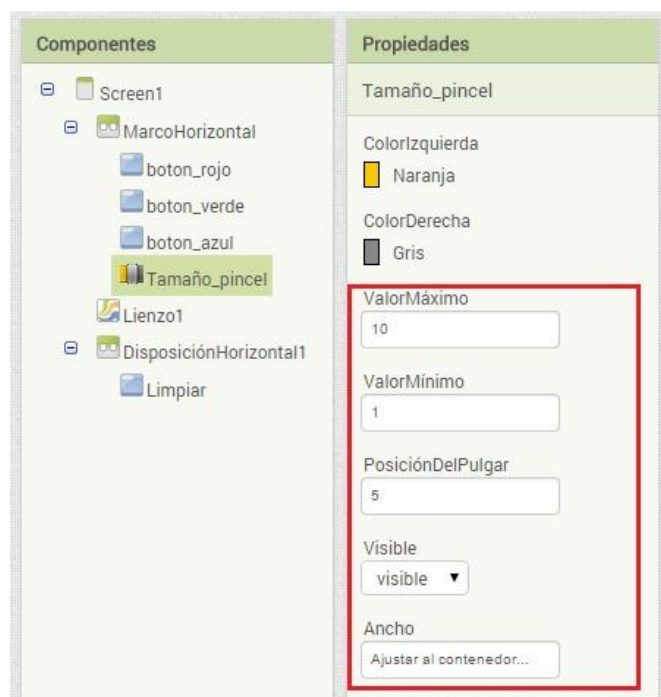 Componentes
Screen1
MarcoHorizontal
boton_rojo
boton_verde
boton_azul
Tamaño_pincel
Lienzo1
DisposiciónHorizontal1
Limpiar
Propiedades
Tamaño_pincel
ColorIzquierda
Naranja
ColorDerecha
Gris
ValorMáximo
10
ValorMínimo
1
PosiciónDelPulgar
5
Visible
visible
Ancho
Ajustar al contenedor...